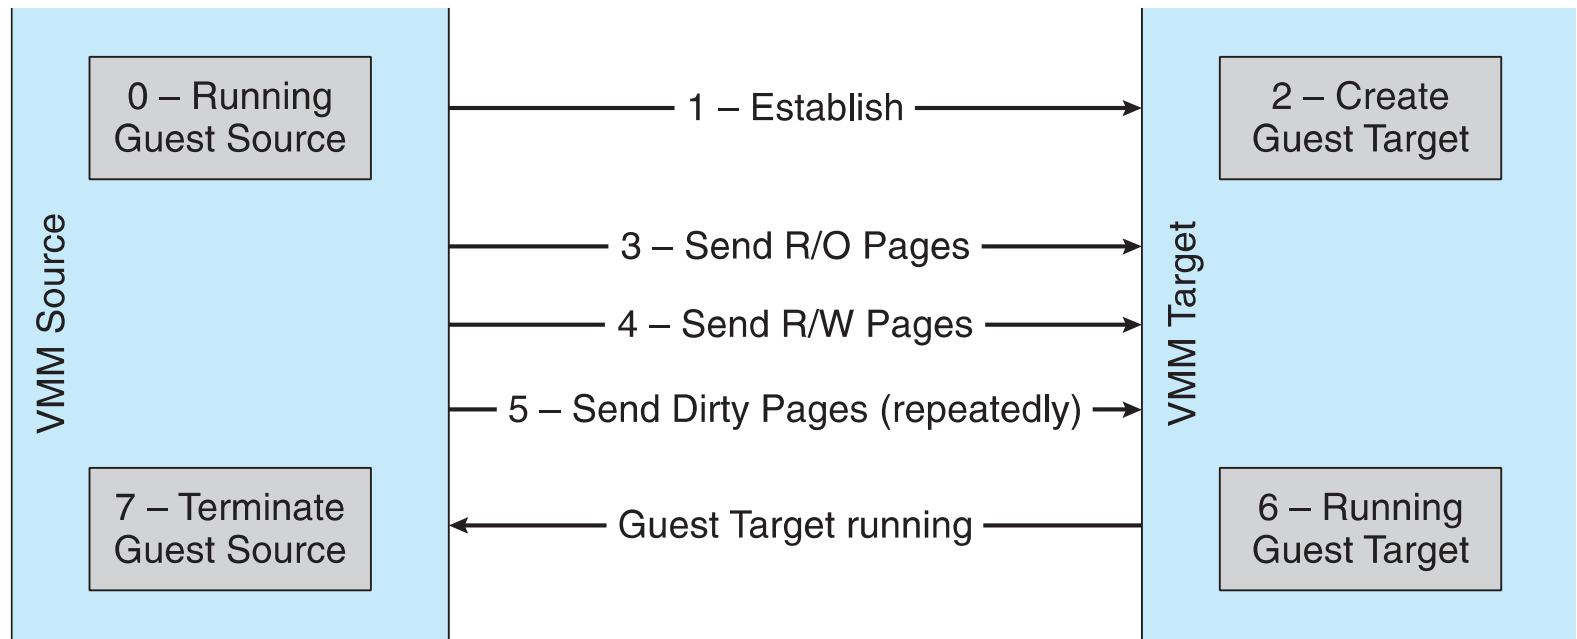 0 – Running
Guest Source
1 – Establish
2 – Create
Guest Target
VMM Source
3 – Send R/O Pages
4 – Send R/W Pages
5 – Send Dirty Pages (repeatedly)
VMM Target
7 – Terminate
Guest Source
Guest Target running
6 – Running
Guest Target